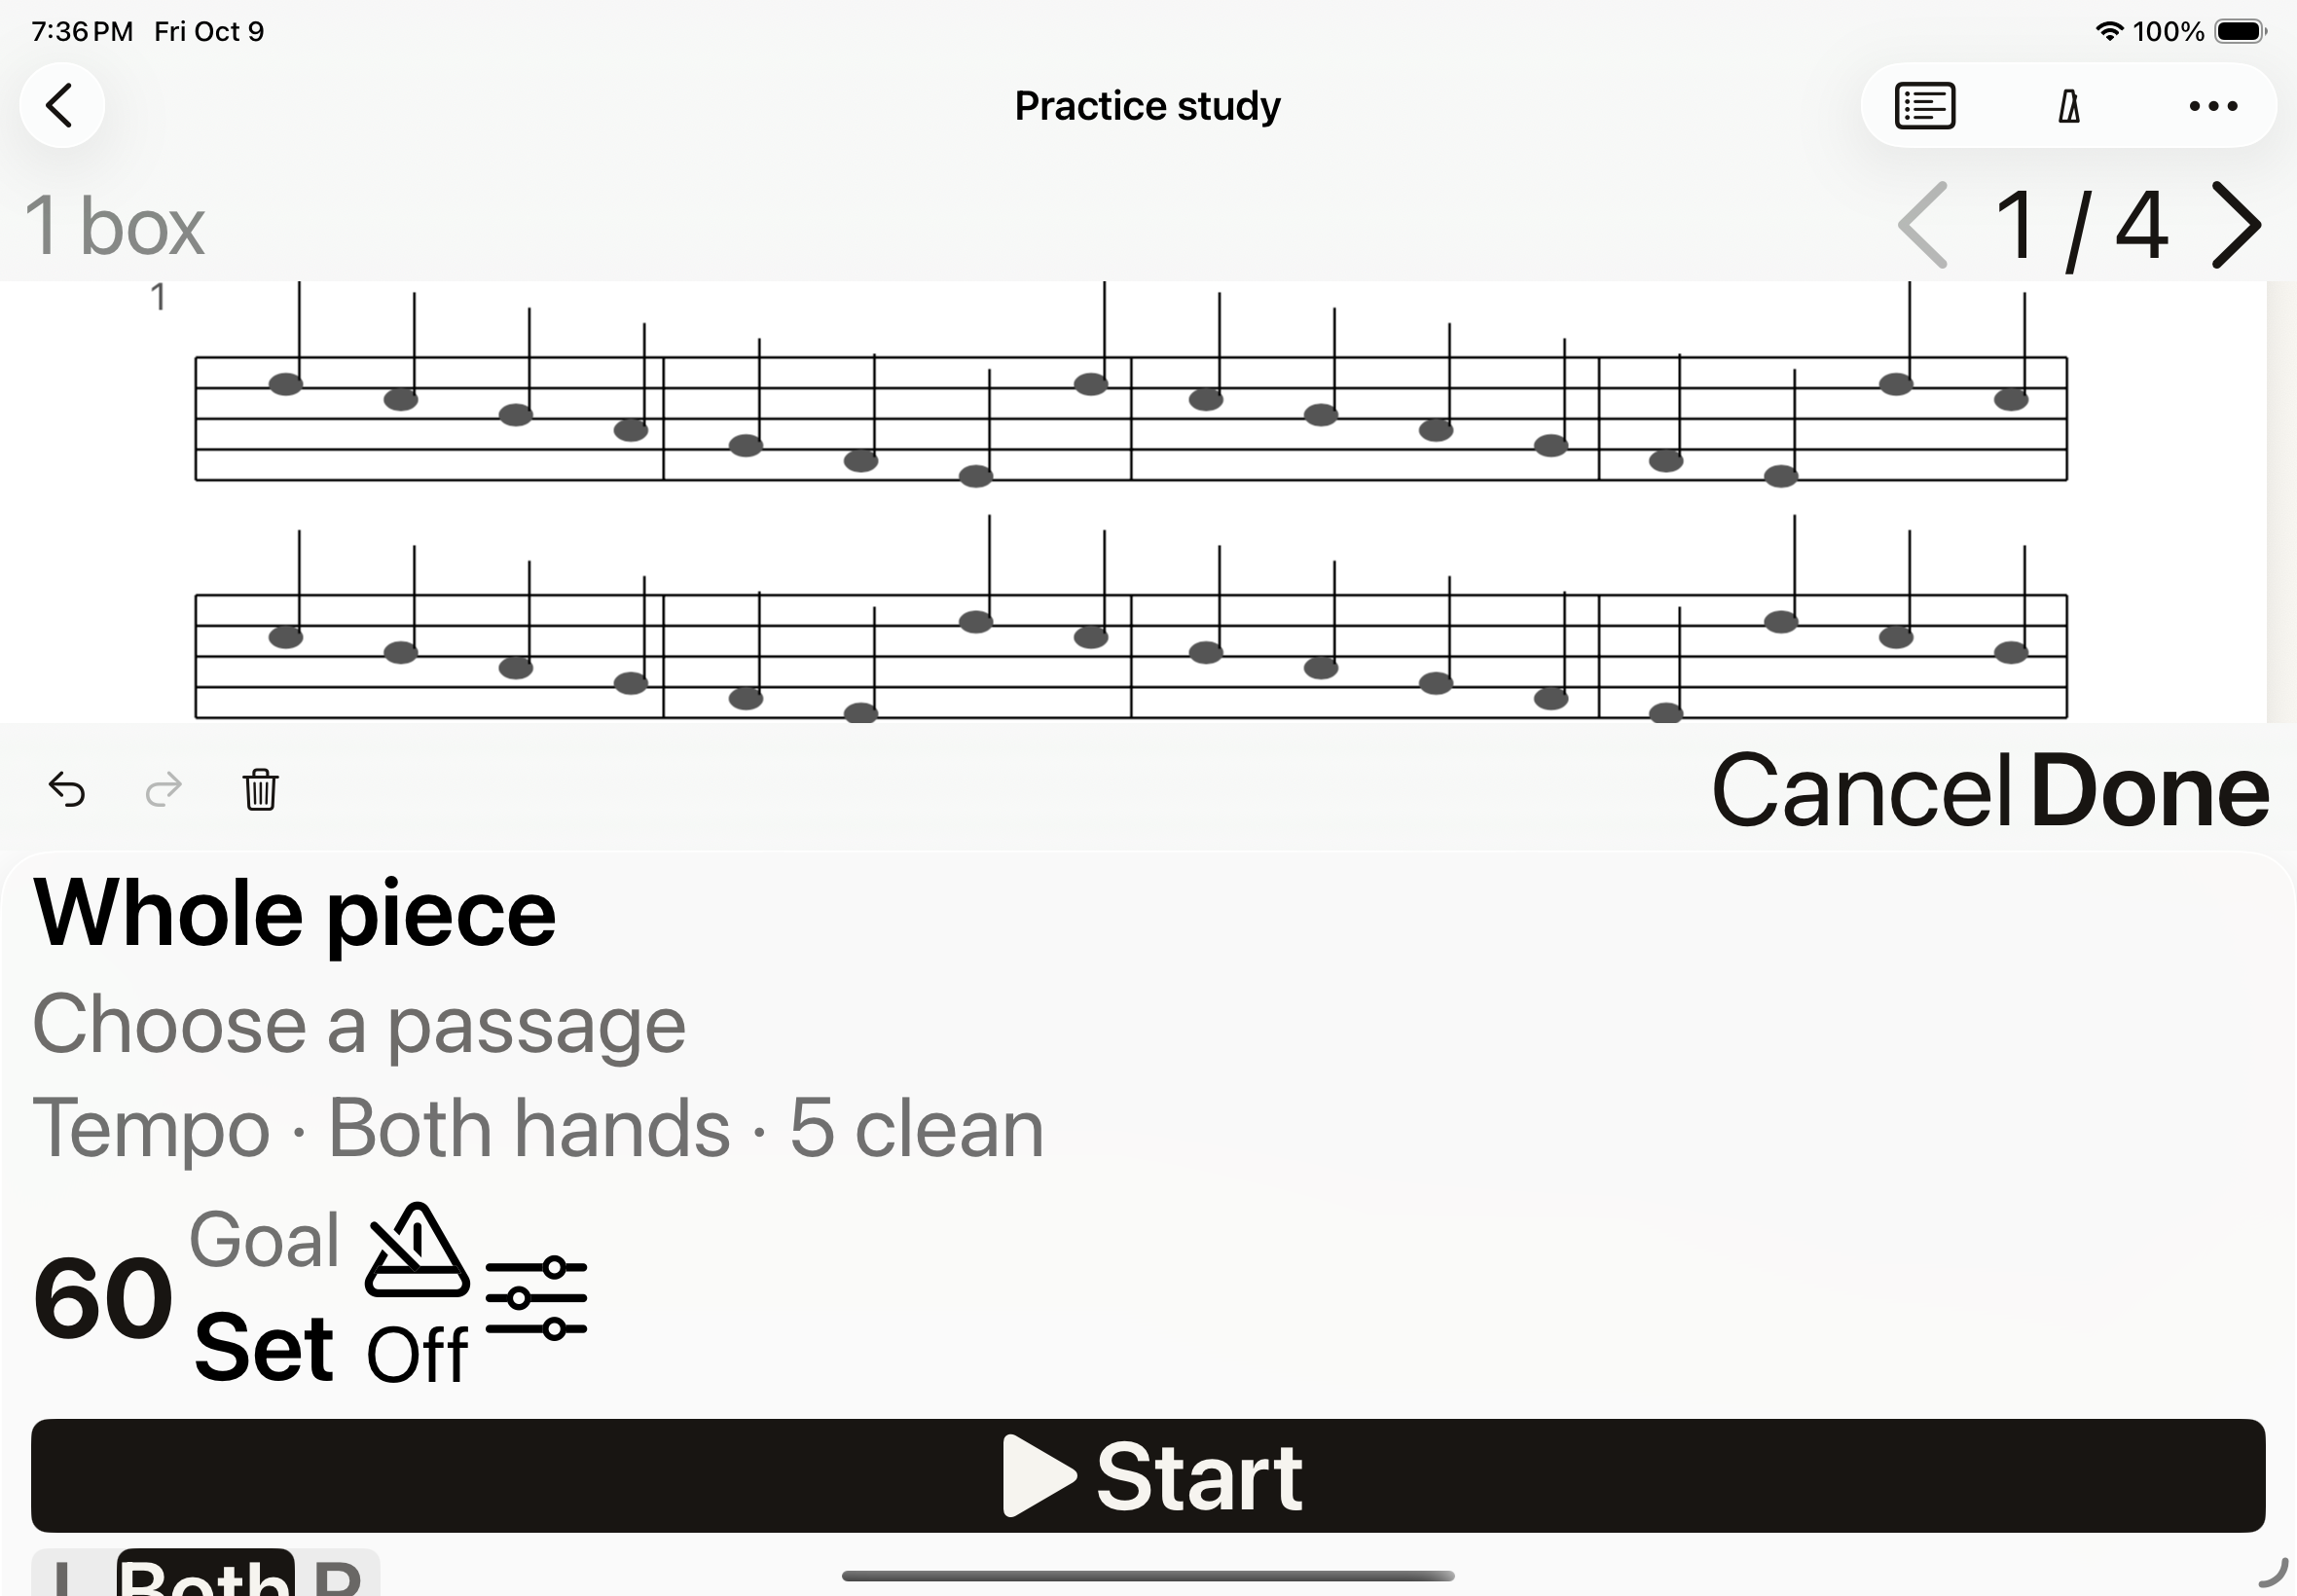 7:36 PM Fri Oct 9
100%
Practice study
1 box
1 / 4
1
Cancel Done
Whole piece
Choose a passage
Tempo · Both hands · 5 clean
Goal
60
Set
Off
Start
Both